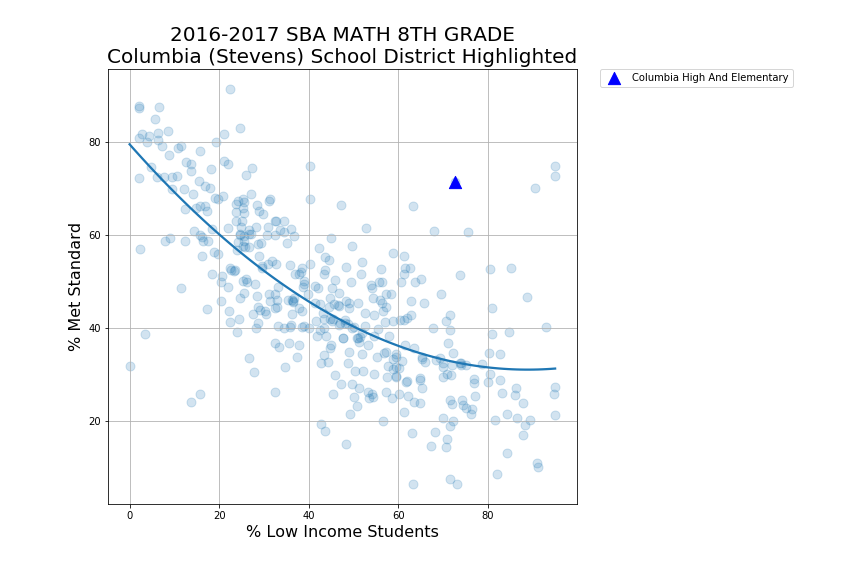 2016-2017 SBA MATH 8TH GRADE
Columbia (Stevens) School District Highlighted
Columbia High And Elementary
80
60
40
20
% Met Standard
0 20 40 60 80
% Low Income Students